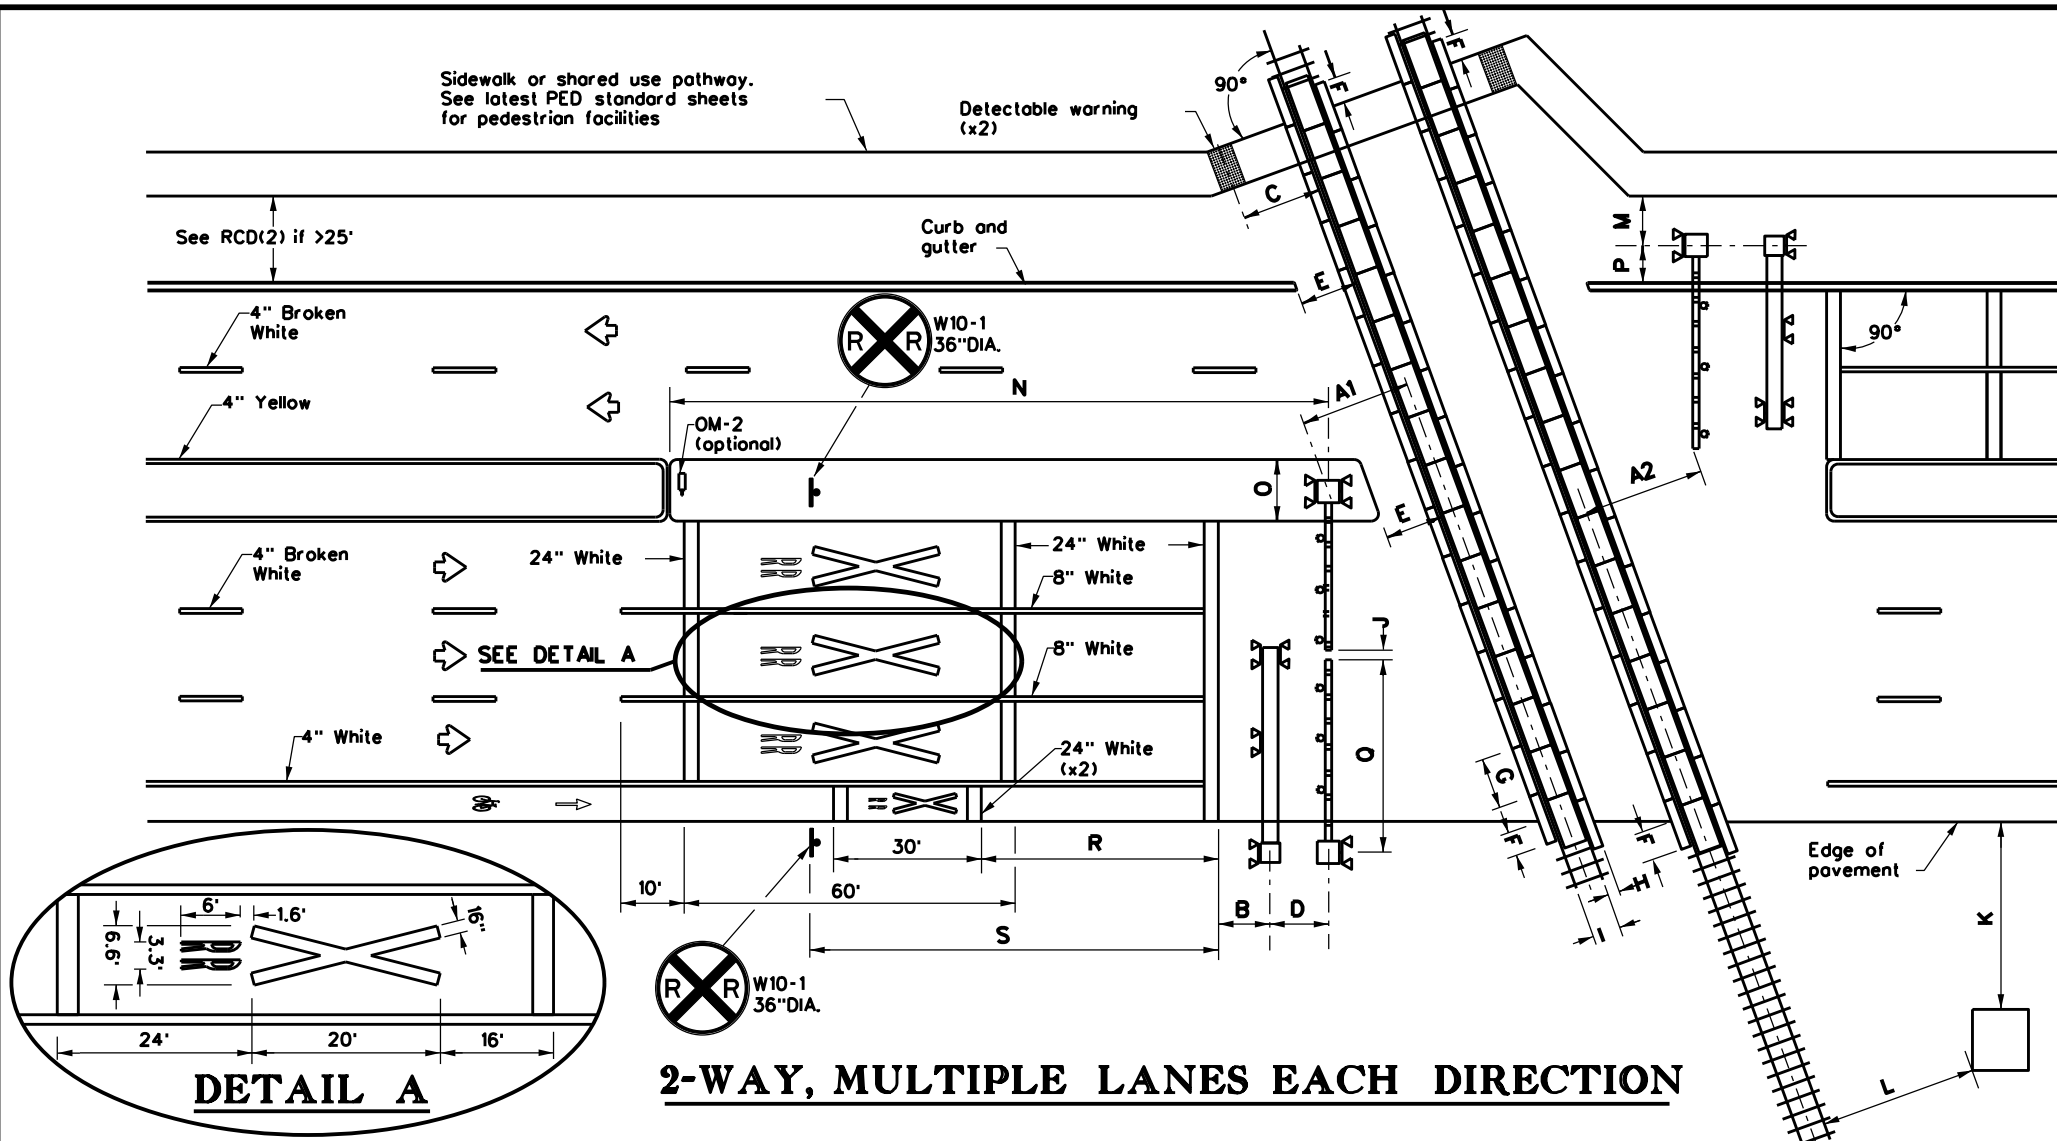 Sidewalk or shared use pathway.
See latest PED standard sheets
for pedestrian facilities
Detectable warning
(x2)
90°
F
F
C
See RCD(2) if >25'
Curb and
gutter
E
M
P
4" Broken
White
R R
W10-1
36"DIA.
90°
N
A1
4" Yellow
OM-2
(optional)
O
A2
E
4" Broken
White
24" White
24" White
8" White
SEE DETAIL A
8" White
J
4" White
24" White
(x2)
Q
G
F
F
30'
R
H
I
Edge of
pavement
10'
60'
B
D
S
K
R R
W10-1
36"DIA.
6'
1.6'
16"
6.6'
3.3'
24'
20'
16'
DETAIL A
L
2-WAY, MULTIPLE LANES EACH DIRECTION